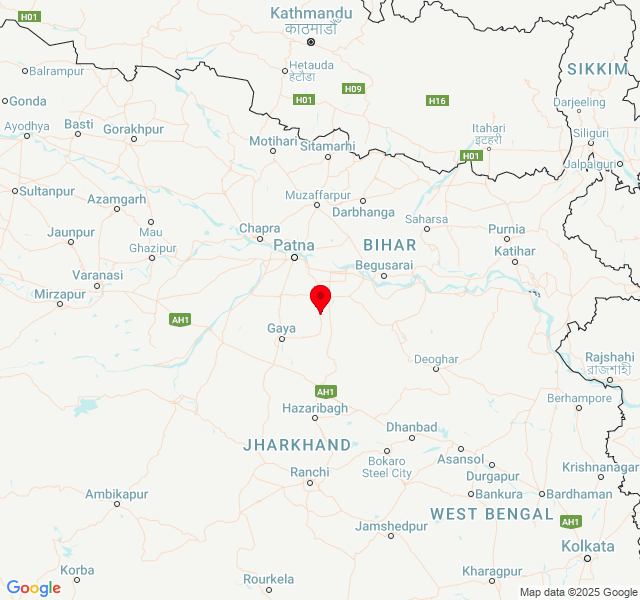 H01
Kathmandu
काठमाडौँ
Hetauda
हेटौडा
SIKKIM
Balrampur
H09
H01
H16
Gonda
Darjeeling
Ayodhya
Basti
Gorakhpur
Itahari
इटहरी
Siliguri
Motihari
Sitamarhi
H01
Jalpaiguri
Sultanpur
Azamgarh
Muzaffarpur
Darbhanga
Saharsa
Jaunpur
Mau
Chapra
Purnia
Ghazipur
Patna
BIHAR
Katihar
Begusarai
Varanasi
Mirzapur
AH1
Gaya
Rajshahi
রাজশাহী
Deoghar
AH1
Berhampore
Hazaribagh
Dhanbad
JHARKHAND
Bokaro
Steel City
Asansol
Ranchi
Durgapur
Krishnanagar
Ambikapur
Bankura
Bardhaman
WEST BENGAL
AH1
Jamshedpur
Kolkata
Korba
Rourkela
Kharagpur
Google
Map data ©2025 Google